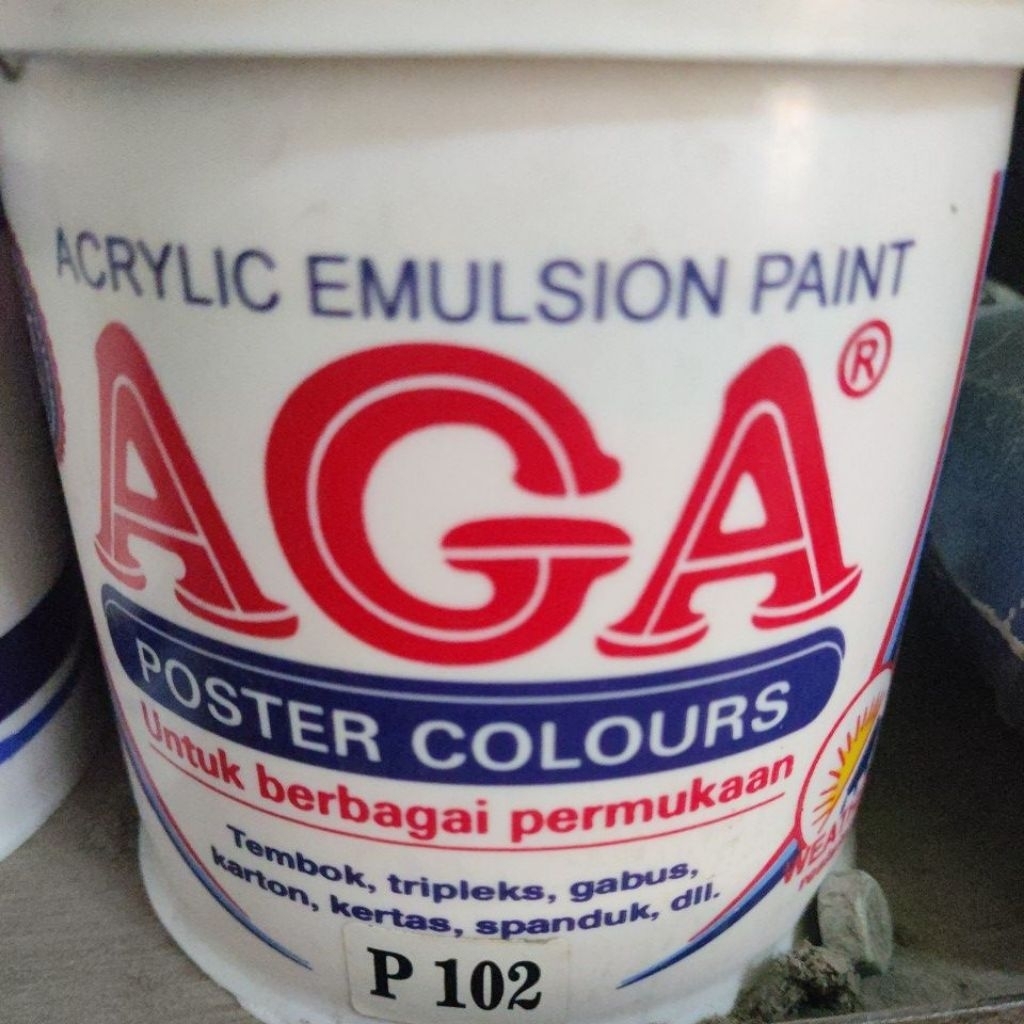 ACRYLIC EMULSION PAINT
AGA®
POSTER COLOURS
Untuk berbagai permukaan
Tembok, tripleks, gabus,
karton, kertas, spanduk, dll.
P 102